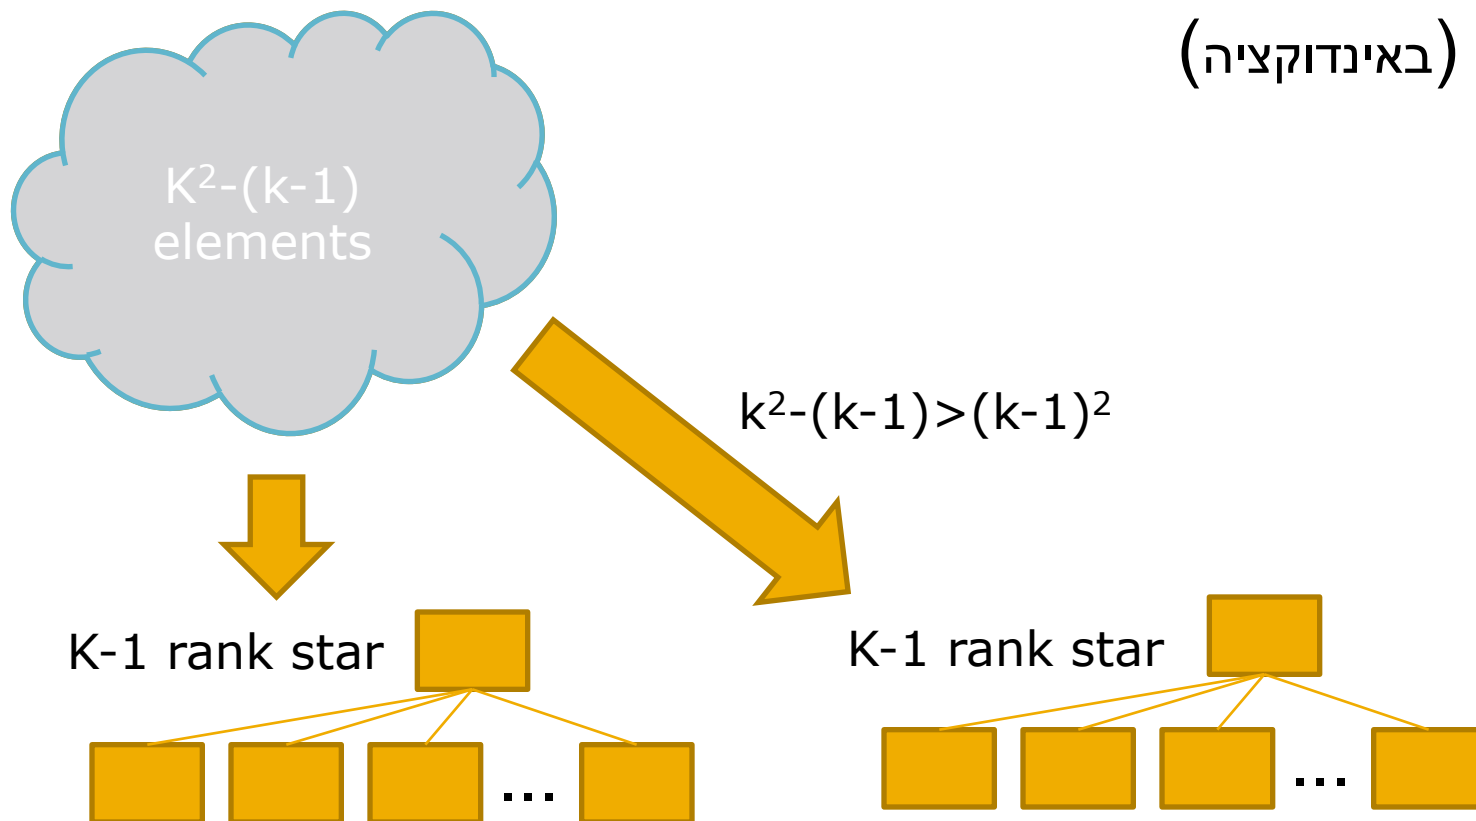 (באינדוקציה)
K²-(k-1)
elements
k²-(k-1)>(k-1)²
K-1 rank star
K-1 rank star
...
...